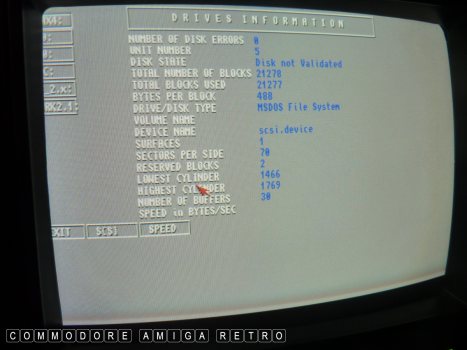 DRIVES INFORMATION
NUMBER OF DISK ERRORS 0
UNIT NUMBER 5
DISK STATE Disk not Validated
TOTAL NUMBER OF BLOCKS 21278
TOTAL BLOCKS USED 21277
BYTES PER BLOCK 488
DRIVE/DISK TYPE MSDOS File System
VOLUME NAME
DEVICE NAME scsi.device
SURFACES 1
SECTORS PER SIDE 70
RESERVED BLOCKS 2
LOWEST CYLINDER 1466
HIGHEST CYLINDER 1769
NUMBER OF BUFFERS 30
SPEED in BYTES/SEC
SCSI SPEED
COMMODORE AMIGA RETRO